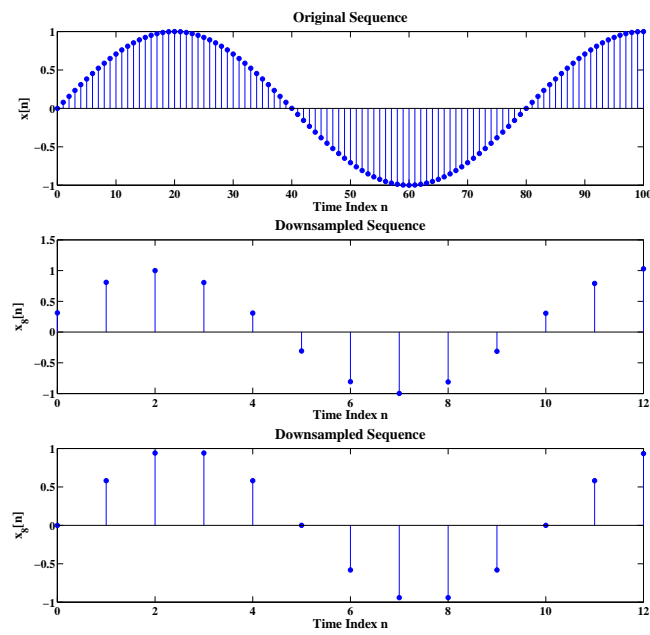 Original Sequence
1
0.5
0
−0.5
−1
x[n]
0 10 20 30 40 50 60 70 80 90 100
Time Index n
Downsampled Sequence
1.5
1
0.5
0
−0.5
−1
x8[n]
0 2 4 6 8 10 12
Time Index n
Downsampled Sequence
1
0.5
0
−0.5
−1
x8[n]
0 2 4 6 8 10 12
Time Index n